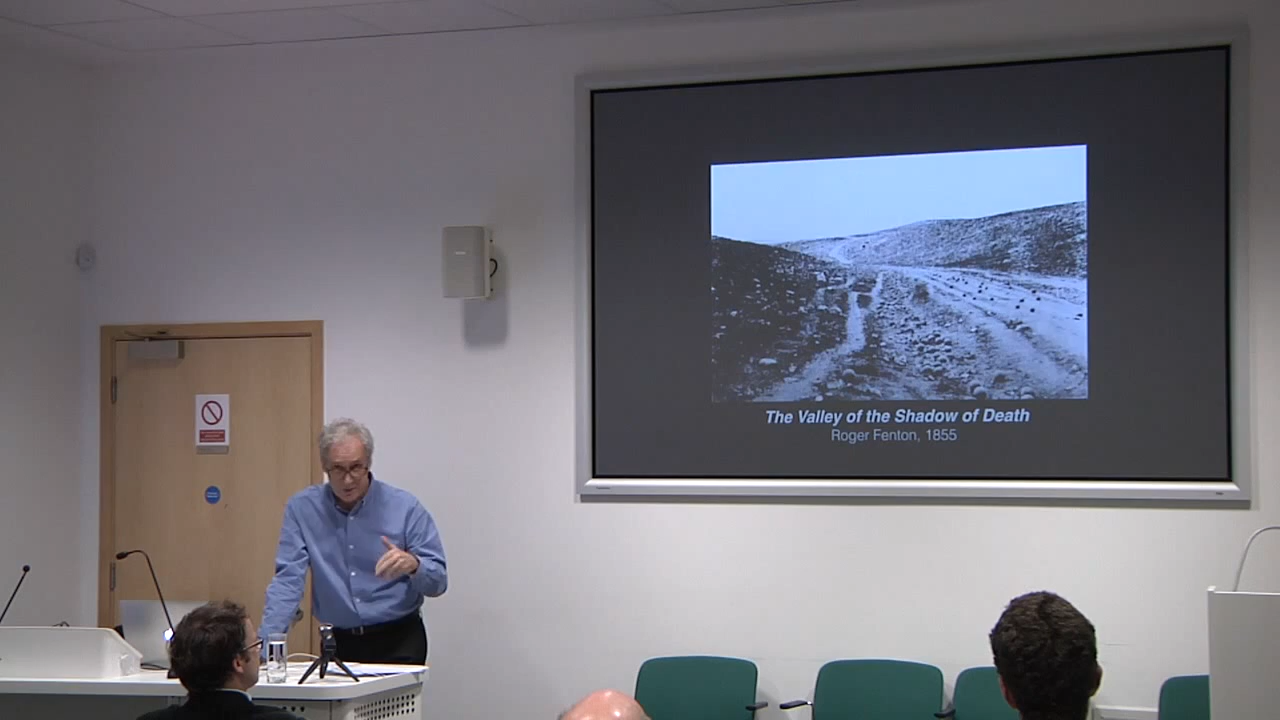 The Valley of the Shadow of Death
Roger Fenton, 1855